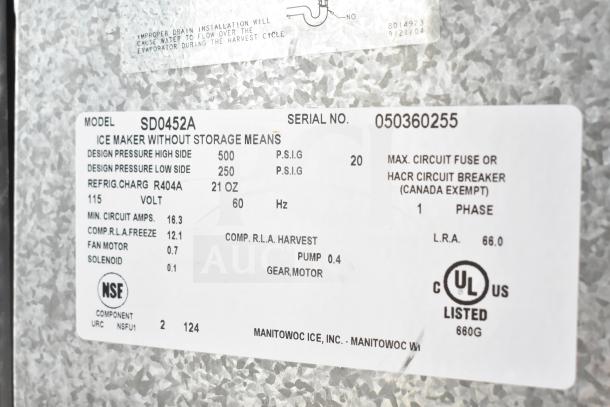 IMPROPER DRAIN INSTALLATION WILL
CAUSE WATER TO FLOW OVER THE
EVAPORATOR DURING THE HARVEST CYCLE
NO
8014973
9/20/04
MODEL SD0452A SERIAL NO. 050360255
ICE MAKER WITHOUT STORAGE MEANS
DESIGN PRESSURE HIGH SIDE 500 P.S.I.G
DESIGN PRESSURE LOW SIDE 250 P.S.I.G
20 MAX. CIRCUIT FUSE OR
HACR CIRCUIT BREAKER
(CANADA EXEMPT)
REFRIG.CHARG R404A 21 OZ
115 VOLT 60 Hz 1 PHASE
MIN. CIRCUIT AMPS. 16.3
COMP.R.L.A.FREEZE 12.1 COMP. R.L.A. HARVEST L.R.A. 66.0
FAN MOTOR 0.7 PUMP 0.4
SOLENOID 0.1 GEAR,MOTOR
NSF
COMPONENT
URC NSFU1 2 124
MANITOWOC ICE, INC. - MANITOWOC WI
C UL US
LISTED
660G